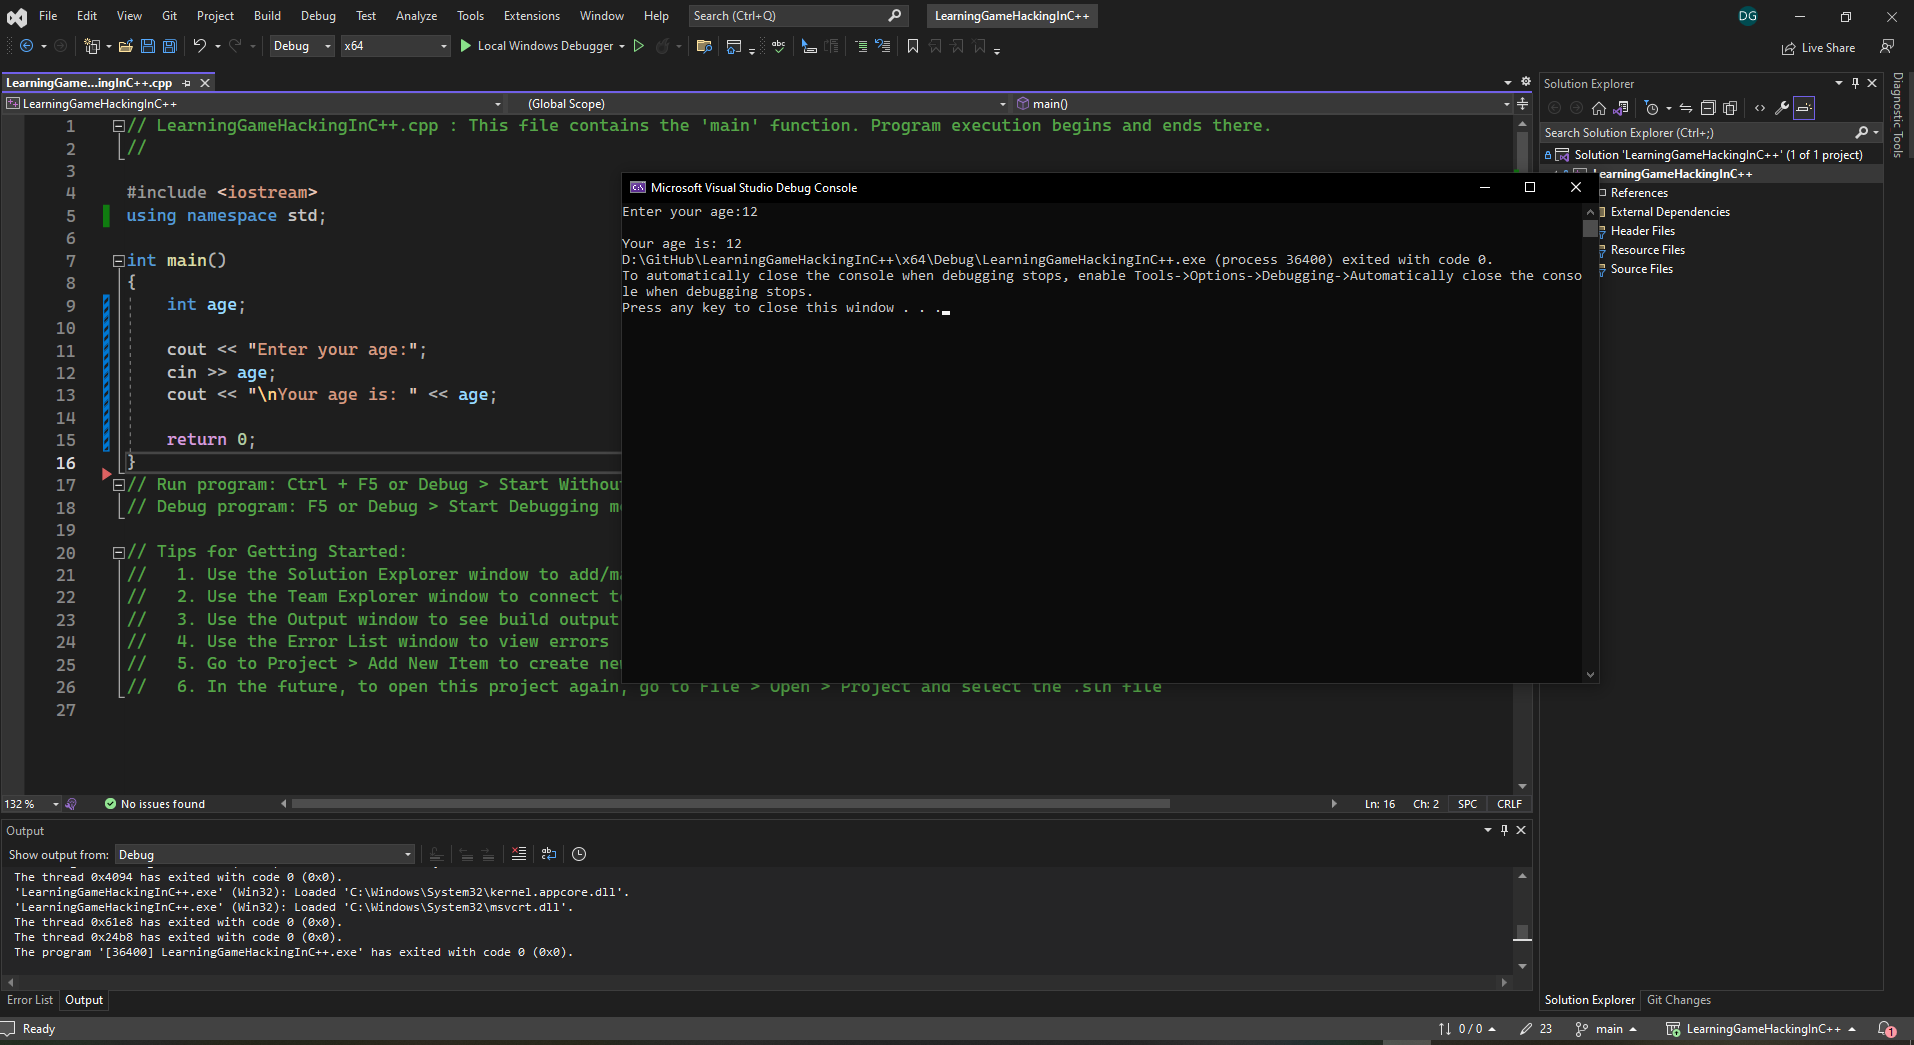 File Edit View Git Project Build Debug Test Analyze Tools Extensions Window Help Search (Ctrl+Q) LearningGameHackingInC++ DG
Debug x64 Local Windows Debugger Live Share
LearningGame...ingInC++.cpp
LearningGameHackingInC++ (Global Scope) main()
1 // LearningGameHackingInC++.cpp : This file contains the 'main' function. Program execution begins and ends there.
2 //
3
4 #include <iostream>
5 using namespace std;
6
7 int main()
8 {
9 int age;
10
11 cout << "Enter your age:";
12 cin >> age;
13 cout << "\nYour age is: " << age;
14
15 return 0;
16 }
17 // Run program: Ctrl + F5 or Debug > Start Withou
18 // Debug program: F5 or Debug > Start Debugging m
19
20 // Tips for Getting Started:
21 // 1. Use the Solution Explorer window to add/m
22 // 2. Use the Team Explorer window to connect t
23 // 3. Use the Output window to see build output
24 // 4. Use the Error List window to view errors
25 // 5. Go to Project > Add New Item to create ne
26 // 6. In the future, to open this project again, go to File > Open > Project and select the .sln file
27
Microsoft Visual Studio Debug Console
Enter your age:12
Your age is: 12
D:\GitHub\LearningGameHackingInC++\x64\Debug\LearningGameHackingInC++.exe (process 36400) exited with code 0.
To automatically close the console when debugging stops, enable Tools->Options->Debugging->Automatically close the conso
le when debugging stops.
Press any key to close this window . . .
Solution Explorer
Search Solution Explorer (Ctrl+;)
Solution 'LearningGameHackingInC++' (1 of 1 project)
LearningGameHackingInC++
References
External Dependencies
Header Files
Resource Files
Source Files
Diagnostic Tools
132 % No issues found Ln: 16 Ch: 2 SPC CRLF
Output
Show output from: Debug
The thread 0x4094 has exited with code 0 (0x0).
'LearningGameHackingInC++.exe' (Win32): Loaded 'C:\Windows\System32\kernel.appcore.dll'.
'LearningGameHackingInC++.exe' (Win32): Loaded 'C:\Windows\System32\msvcrt.dll'.
The thread 0x61e8 has exited with code 0 (0x0).
The thread 0x24b8 has exited with code 0 (0x0).
The program '[36400] LearningGameHackingInC++.exe' has exited with code 0 (0x0).
Error List Output
Solution Explorer Git Changes
Ready 0 / 0 23 main LearningGameHackingInC++ 1